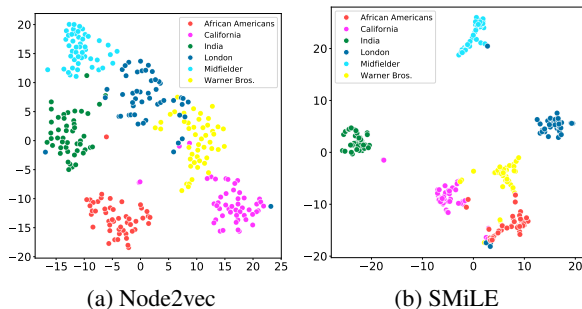 African Americans
California
India
London
Midfielder
Warner Bros.
20
15
10
5
0
−5
−10
−15
−20
−15 −10 −5 0 5 10 15 20 25
(a) Node2vec
African Americans
California
India
London
Midfielder
Warner Bros.
20
10
0
−10
−20
−20 −10 0 10 20
(b) SMiLE